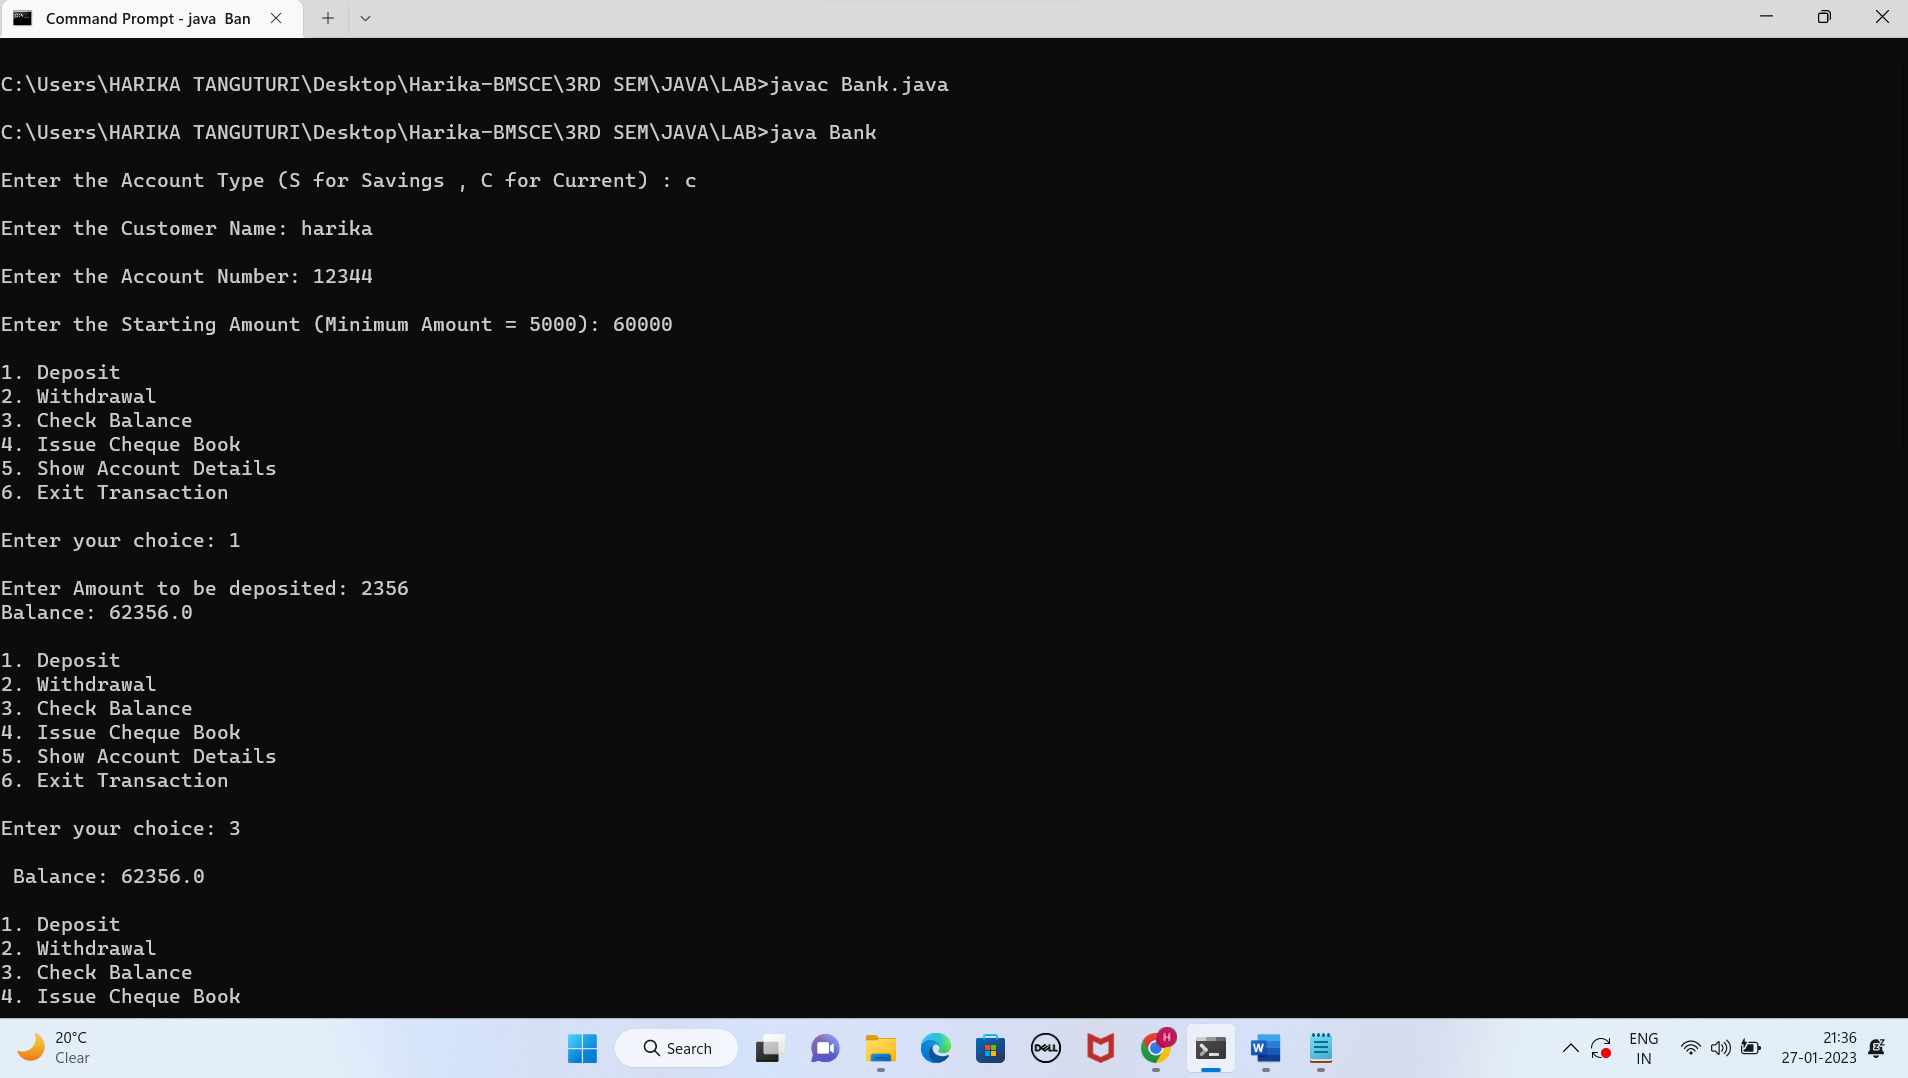 Command Prompt - java  Ban
C:\Users\HARIKA TANGUTURI\Desktop\Harika-BMSCE\3RD SEM\JAVA\LAB>javac Bank.java
C:\Users\HARIKA TANGUTURI\Desktop\Harika-BMSCE\3RD SEM\JAVA\LAB>java Bank
Enter the Account Type (S for Savings , C for Current) : c
Enter the Customer Name: harika
Enter the Account Number: 12344
Enter the Starting Amount (Minimum Amount = 5000): 60000
1. Deposit
2. Withdrawal
3. Check Balance
4. Issue Cheque Book
5. Show Account Details
6. Exit Transaction
Enter your choice: 1
Enter Amount to be deposited: 2356
Balance: 62356.0
1. Deposit
2. Withdrawal
3. Check Balance
4. Issue Cheque Book
5. Show Account Details
6. Exit Transaction
Enter your choice: 3
Balance: 62356.0
1. Deposit
2. Withdrawal
3. Check Balance
4. Issue Cheque Book
20°C
Clear
Search
DELL
H
W
ENG
IN
21:36
27-01-2023